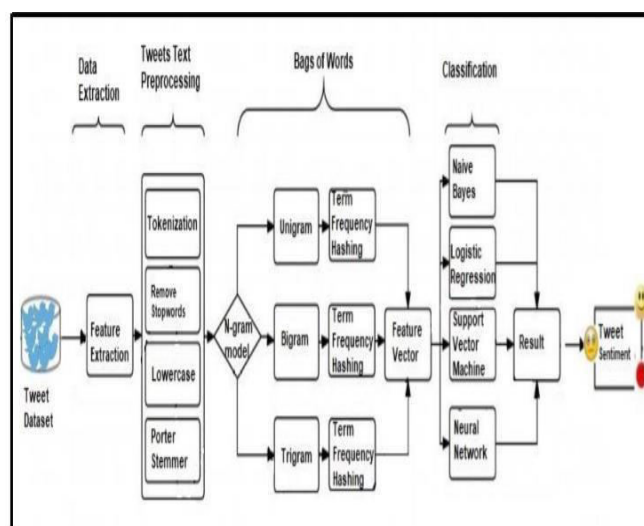 Data
Extraction
Tweets Text
Preprocessing
Bags of Words
Classification
Tweet
Dataset
Feature
Extraction
Tokenization
Remove
Stopwords
Lowercase
Porter
Stemmer
N-gram
model
Unigram
Term
Frequency
Hashing
Bigram
Term
Frequency
Hashing
Trigram
Term
Frequency
Hashing
Feature
Vector
Naive
Bayes
Logistic
Regression
Support
Vector
Machine
Neural
Network
Result
Tweet
Sentiment